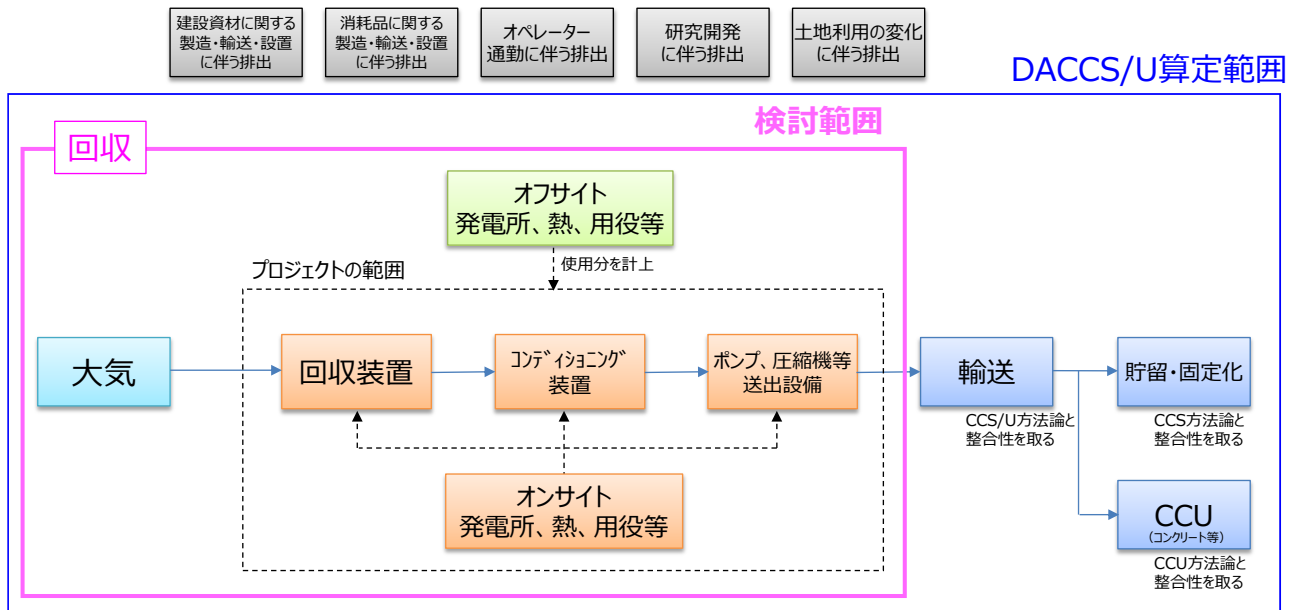 建設資材に関する
製造・輸送・設置
に伴う排出
消耗品に関する
製造・輸送・設置
に伴う排出
オペレーター
通勤に伴う排出
研究開発
に伴う排出
土地利用の変化
に伴う排出
DACCS/U算定範囲
検討範囲
回収
オフサイト
発電所、熱、用役等
使用分を計上
プロジェクトの範囲
大気
回収装置
ｺﾝﾃﾞｨｼｮﾆﾝｸﾞ
装置
ポンプ、圧縮機等
送出設備
輸送
貯留・固定化
CCS/U方法論と
整合性を取る
CCS方法論と
整合性を取る
オンサイト
発電所、熱、用役等
CCU
（コンクリート等）
CCU方法論と
整合性を取る